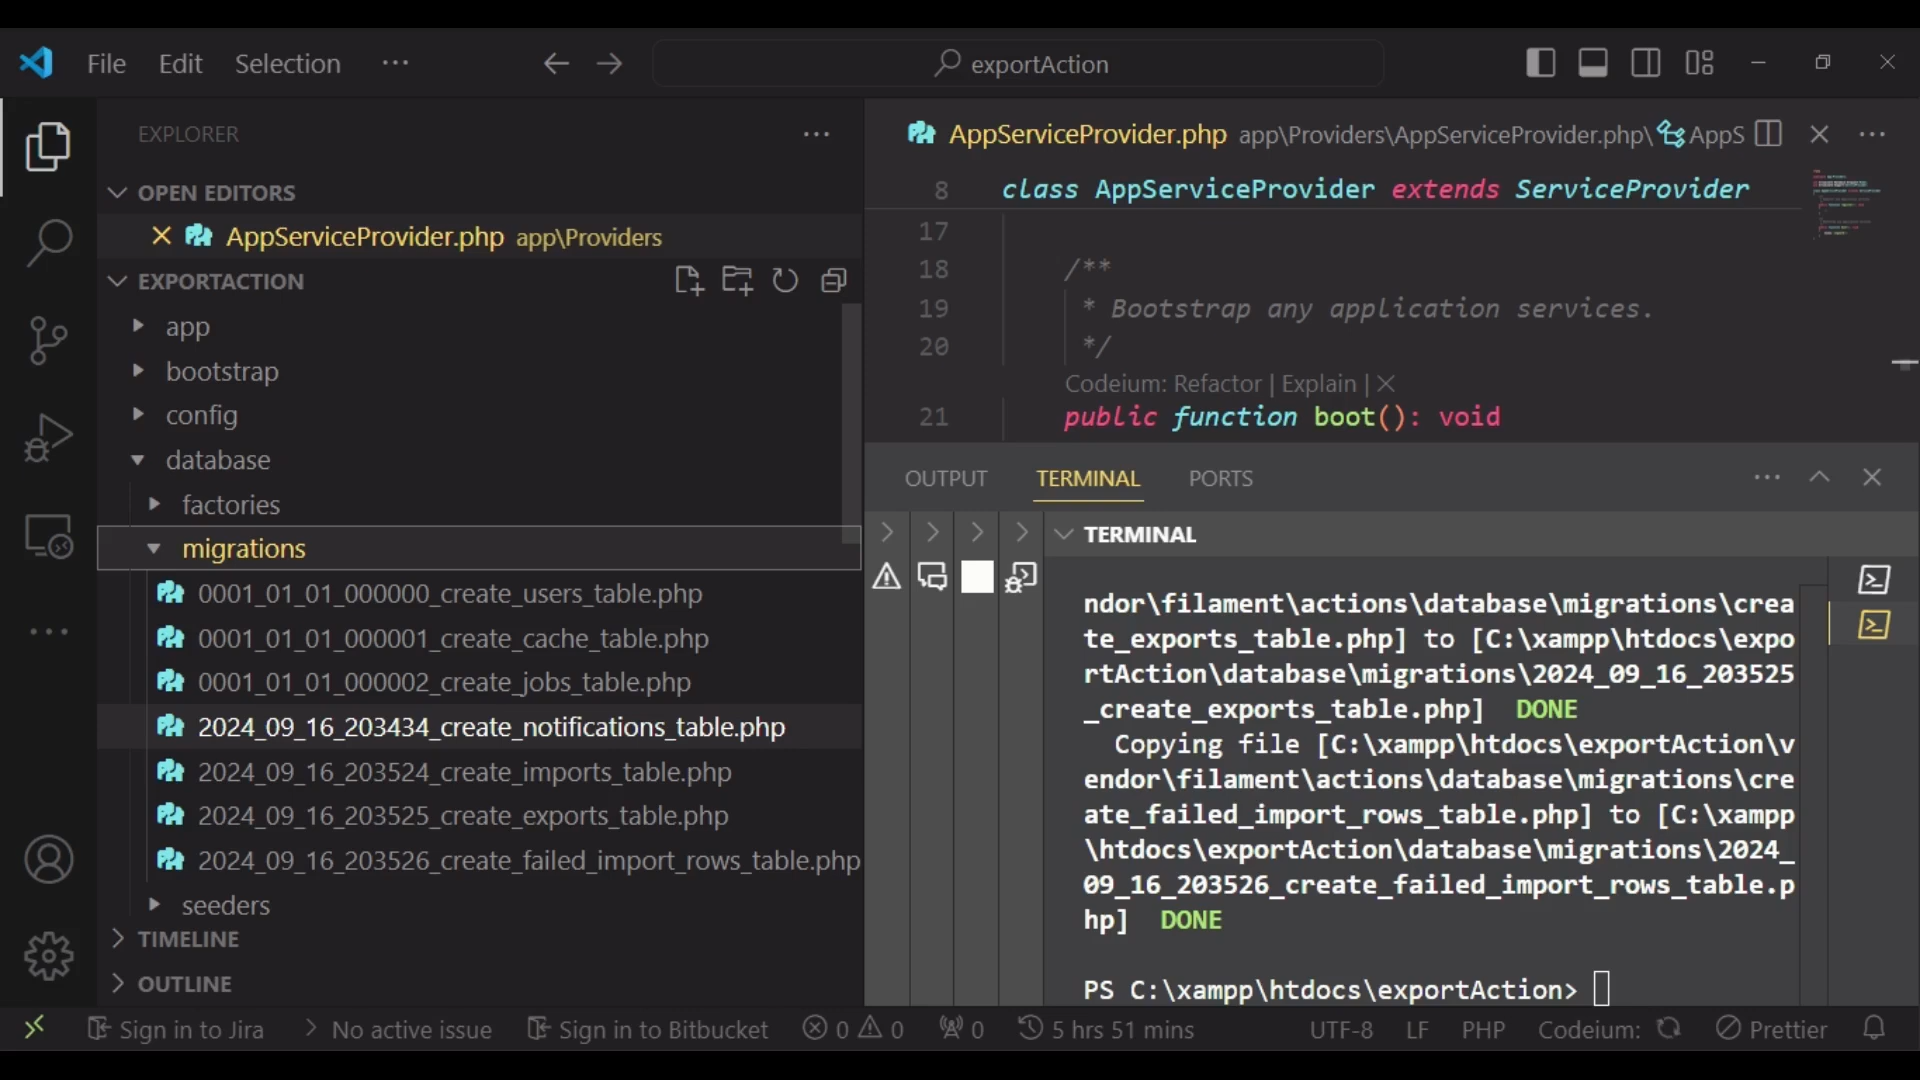 File Edit Selection ··· exportAction
EXPLORER
OPEN EDITORS
AppServiceProvider.php app\Providers
EXPORTACTION
app
bootstrap
config
database
factories
migrations
0001_01_01_000000_create_users_table.php
0001_01_01_000001_create_cache_table.php
0001_01_01_000002_create_jobs_table.php
2024_09_16_203434_create_notifications_table.php
2024_09_16_203524_create_imports_table.php
2024_09_16_203525_create_exports_table.php
2024_09_16_203526_create_failed_import_rows_table.php
seeders
TIMELINE
OUTLINE
AppServiceProvider.php app\Providers\AppServiceProvider.php\ AppS
8 class AppServiceProvider extends ServiceProvider
17
18 /**
19 * Bootstrap any application services.
20 */
Codeium: Refactor | Explain | ×
21 public function boot(): void
OUTPUT TERMINAL PORTS
TERMINAL
ndor\filament\actions\database\migrations\crea
te_exports_table.php] to [C:\xampp\htdocs\expo
rtAction\database\migrations\2024_09_16_203525
_create_exports_table.php] DONE
Copying file [C:\xampp\htdocs\exportAction\v
endor\filament\actions\database\migrations\cre
ate_failed_import_rows_table.php] to [C:\xampp
\htdocs\exportAction\database\migrations\2024_
09_16_203526_create_failed_import_rows_table.p
hp] DONE
PS C:\xampp\htdocs\exportAction>
Sign in to Jira > No active issue Sign in to Bitbucket 0 0 0 5 hrs 51 mins UTF-8 LF PHP Codeium: Prettier